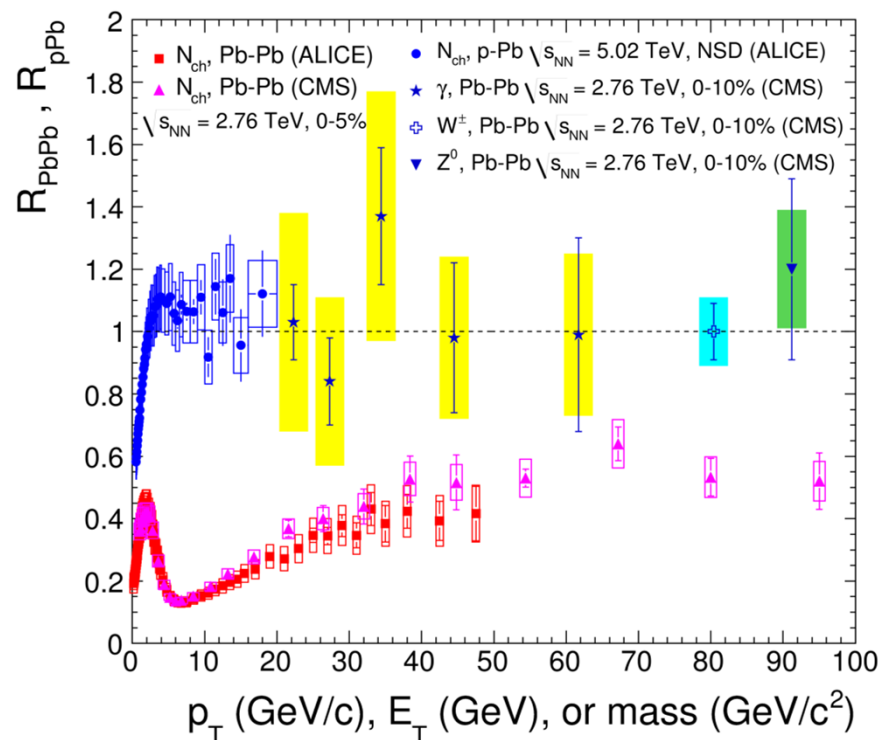 R_PbPb , R_pPb
2
1.8
1.6
1.4
1.2
1
0.8
0.6
0.4
0.2
0
N_ch, Pb-Pb (ALICE)
N_ch, Pb-Pb (CMS)
√s_NN = 2.76 TeV, 0-5%
N_ch, p-Pb √s_NN = 5.02 TeV, NSD (ALICE)
γ, Pb-Pb √s_NN = 2.76 TeV, 0-10% (CMS)
W^±, Pb-Pb √s_NN = 2.76 TeV, 0-10% (CMS)
Z^0, Pb-Pb √s_NN = 2.76 TeV, 0-10% (CMS)
0 10 20 30 40 50 60 70 80 90 100
p_T (GeV/c), E_T (GeV), or mass (GeV/c^2)